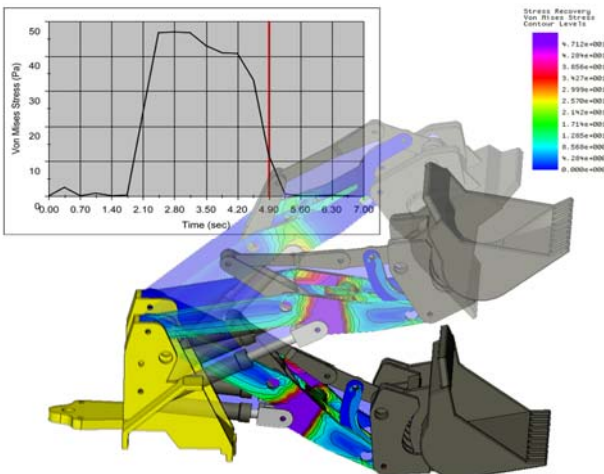 Stress Recovery
Von Mises Stress
Contour Levels
4.712e+001
4.284e+001
3.856e+001
3.427e+001
2.999e+001
2.570e+001
2.142e+001
1.714e+001
1.285e+001
8.568e+000
4.284e+000
0.000e+000
Von Mises Stress (Pa)
50
40
30
20
10
0
0.00 0.70 1.40 2.10 2.80 3.50 4.20 4.90 5.60 6.30 7.00
Time (sec)